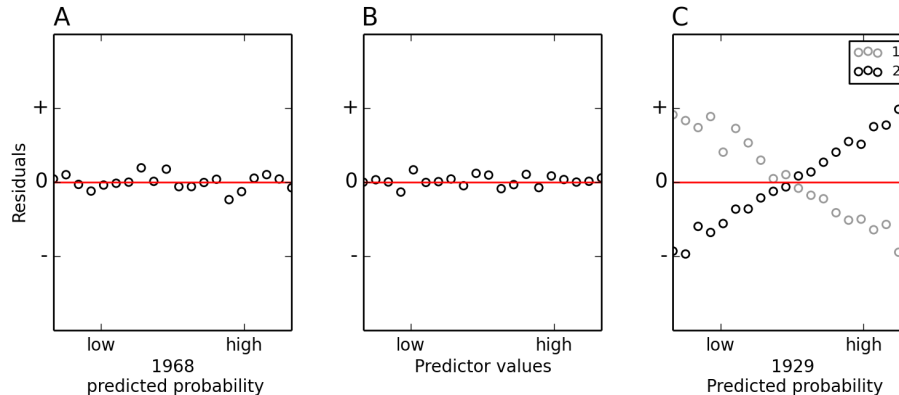 A
B
C
Residuals
+
0
-
low
high
1968
predicted probability
+
0
-
low
high
Predictor values
1
2
+
0
-
low
high
1929
Predicted probability